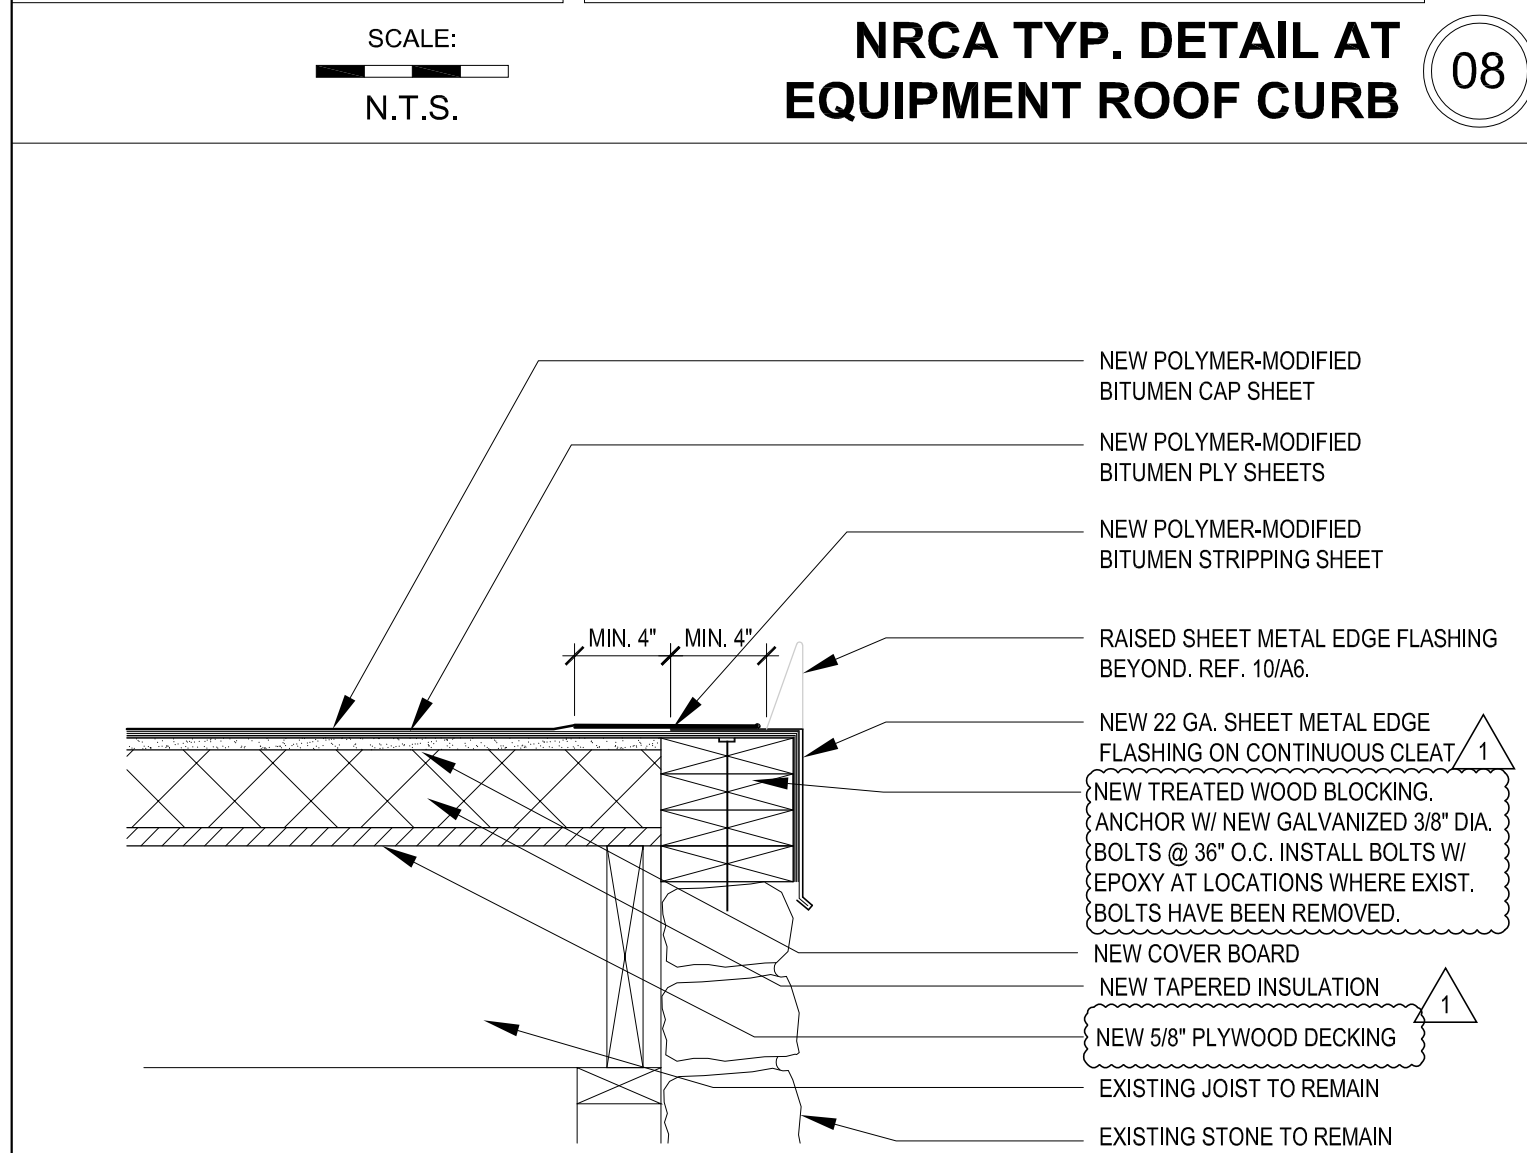 SCALE:
N.T.S.
NRCA TYP. DETAIL AT
EQUIPMENT ROOF CURB
08
NEW POLYMER-MODIFIED
BITUMEN CAP SHEET
NEW POLYMER-MODIFIED
BITUMEN PLY SHEETS
NEW POLYMER-MODIFIED
BITUMEN STRIPPING SHEET
MIN. 4" MIN. 4"
RAISED SHEET METAL EDGE FLASHING
BEYOND. REF. 10/A6.
NEW 22 GA. SHEET METAL EDGE
FLASHING ON CONTINUOUS CLEAT
1
NEW TREATED WOOD BLOCKING.
ANCHOR W/ NEW GALVANIZED 3/8" DIA.
BOLTS @ 36" O.C. INSTALL BOLTS W/
EPOXY AT LOCATIONS WHERE EXIST.
BOLTS HAVE BEEN REMOVED.
NEW COVER BOARD
NEW TAPERED INSULATION
1
NEW 5/8" PLYWOOD DECKING
EXISTING JOIST TO REMAIN
EXISTING STONE TO REMAIN